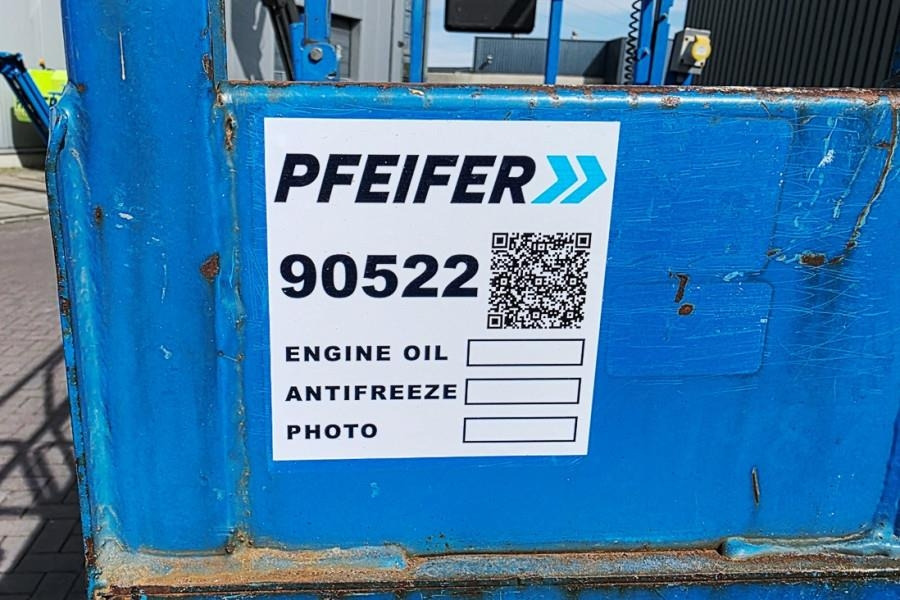 PFEIFER
90522
ENGINE OIL
ANTIFREEZE
PHOTO